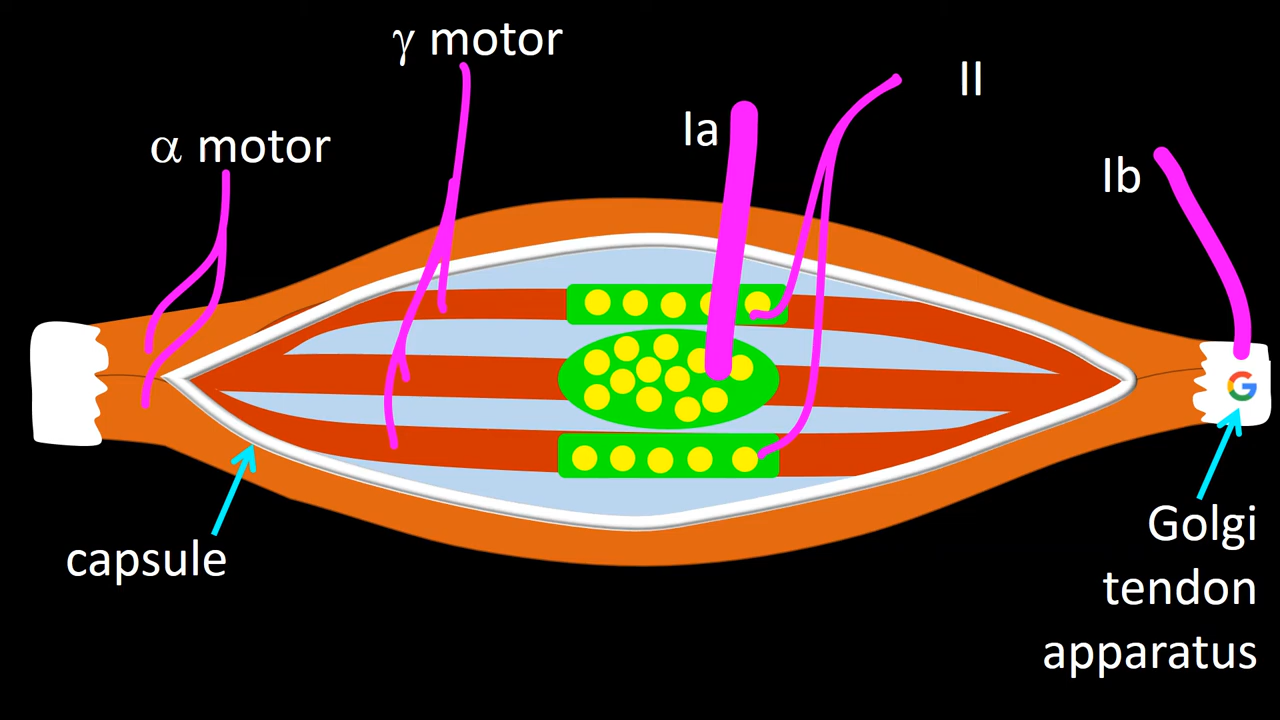 γ motor
II
Ia
α motor
Ib
G
Golgi
tendon
apparatus
capsule